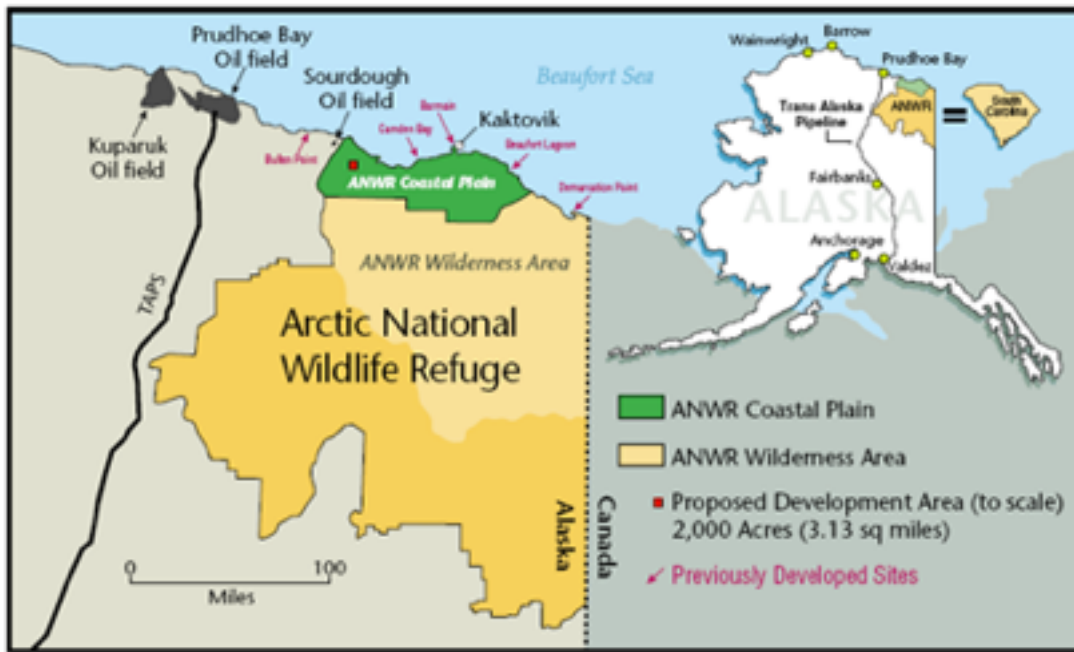 Prudhoe Bay
Oil field
Sourdough
Oil field
Kuparuk
Oil field
Bullen Point
Camden Bay
Kaktovik
Beaufort Lagoon
Demarcation Point
Beaufort Sea
ANWR Coastal Plain
ANWR Wilderness Area
Arctic National
Wildlife Refuge
TAPS
0 100
Miles
Alaska
Canada
Wainwright
Barrow
Prudhoe Bay
Trans Alaska
Pipeline
ANWR
=
South
Carolina
Fairbanks
ALASKA
Anchorage
Valdez
ANWR Coastal Plain
ANWR Wilderness Area
Proposed Development Area (to scale)
2,000 Acres (3.13 sq miles)
Previously Developed Sites